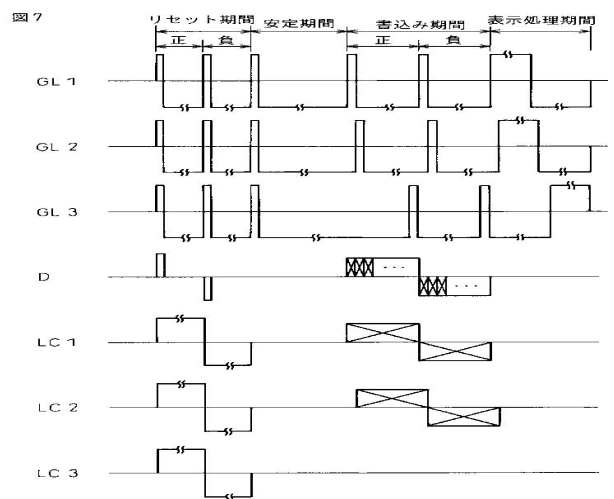 図7
リセット期間 安定期間 書込み期間 表示処理期間
正 負 正 負
GL 1
GL 2
GL 3
D
LC 1
LC 2
LC 3